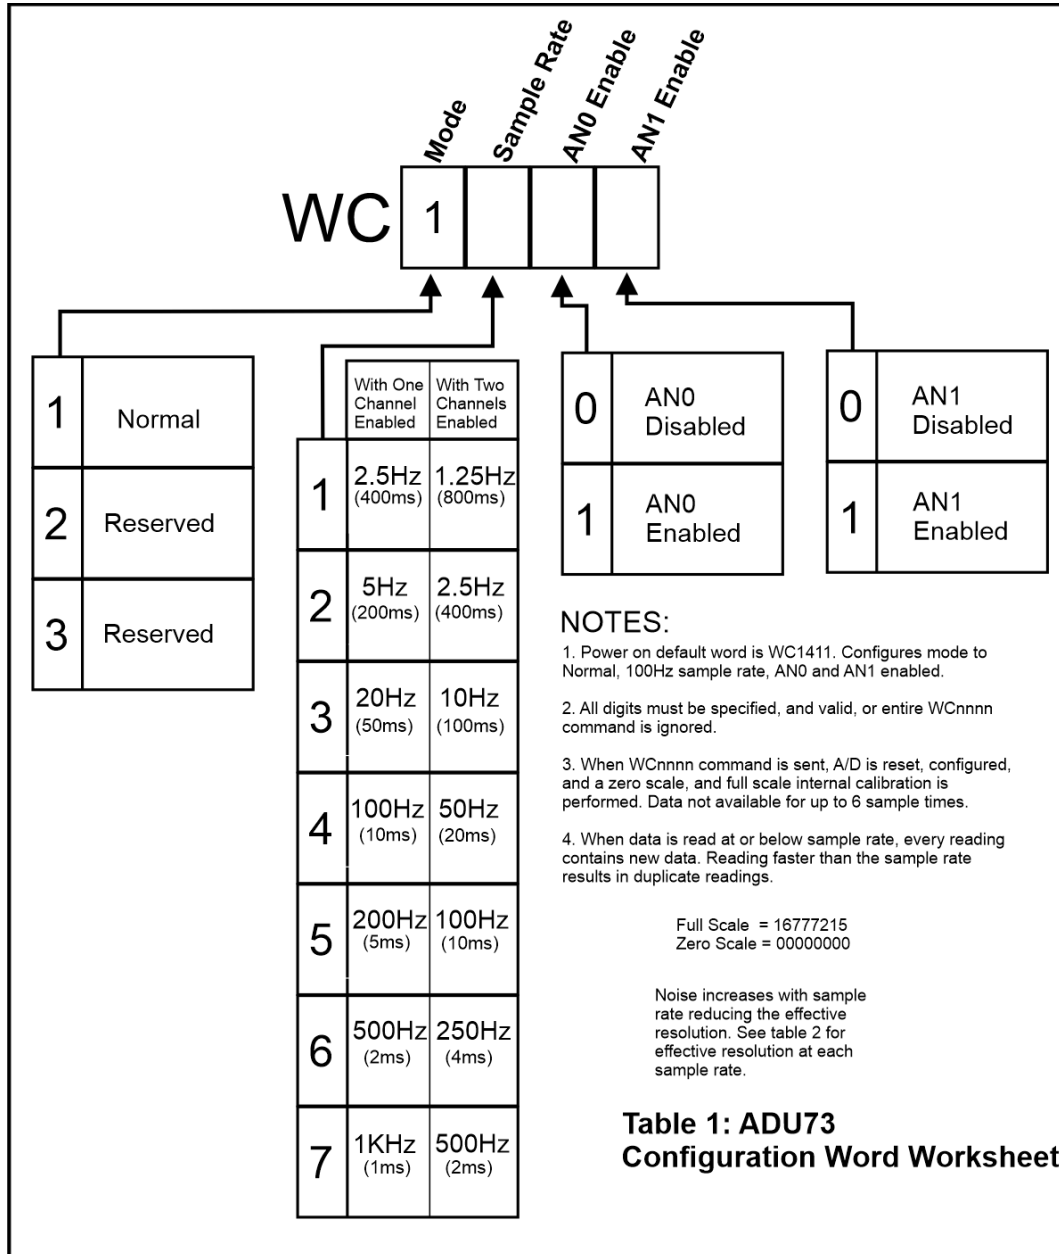 Mode
Sample Rate
AN0 Enable
AN1 Enable
WC 1
1 Normal
2 Reserved
3 Reserved
With One
Channel
Enabled
With Two
Channels
Enabled
1 2.5Hz 1.25Hz
(400ms) (800ms)
2 5Hz 2.5Hz
(200ms) (400ms)
3 20Hz 10Hz
(50ms) (100ms)
4 100Hz 50Hz
(10ms) (20ms)
5 200Hz 100Hz
(5ms) (10ms)
6 500Hz 250Hz
(2ms) (4ms)
7 1KHz 500Hz
(1ms) (2ms)
0 AN0
Disabled
1 AN0
Enabled
0 AN1
Disabled
1 AN1
Enabled
NOTES:
1. Power on default word is WC1411. Configures mode to
Normal, 100Hz sample rate, AN0 and AN1 enabled.
2. All digits must be specified, and valid, or entire WCnnnn
command is ignored.
3. When WCnnnn command is sent, A/D is reset, configured,
and a zero scale, and full scale internal calibration is
performed. Data not available for up to 6 sample times.
4. When data is read at or below sample rate, every reading
contains new data. Reading faster than the sample rate
results in duplicate readings.
Full Scale = 16777215
Zero Scale = 00000000
Noise increases with sample
rate reducing the effective
resolution. See table 2 for
effective resolution at each
sample rate.
Table 1: ADU73
Configuration Word Worksheet